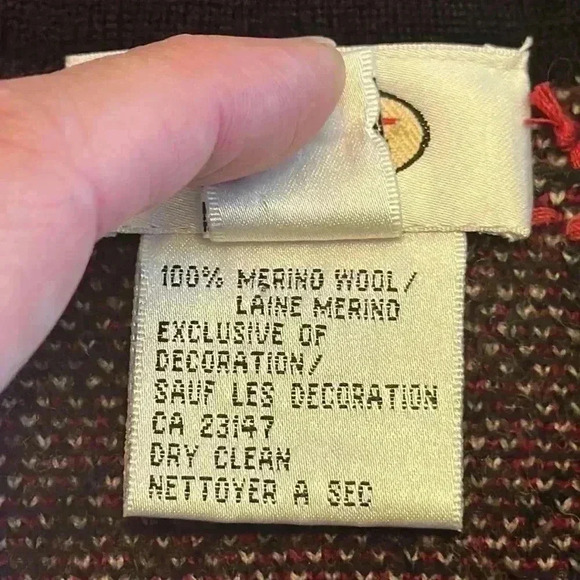 100% MERINO WOOL/
LAINE MERINO
EXCLUSIVE OF
DECORATION/
SAUF LES DECORATION
CA 23147
DRY CLEAN
NETTOYER A SEC